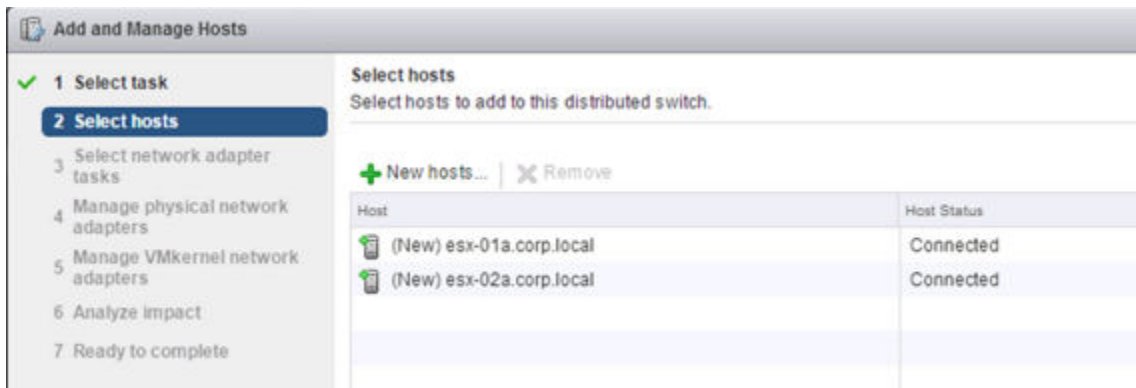 Add and Manage Hosts
1 Select task
2 Select hosts
3 Select network adapter
tasks
4 Manage physical network
adapters
5 Manage VMkernel network
adapters
6 Analyze impact
7 Ready to complete
Select hosts
Select hosts to add to this distributed switch.
New hosts... Remove
Host Host Status
(New) esx-01a.corp.local Connected
(New) esx-02a.corp.local Connected